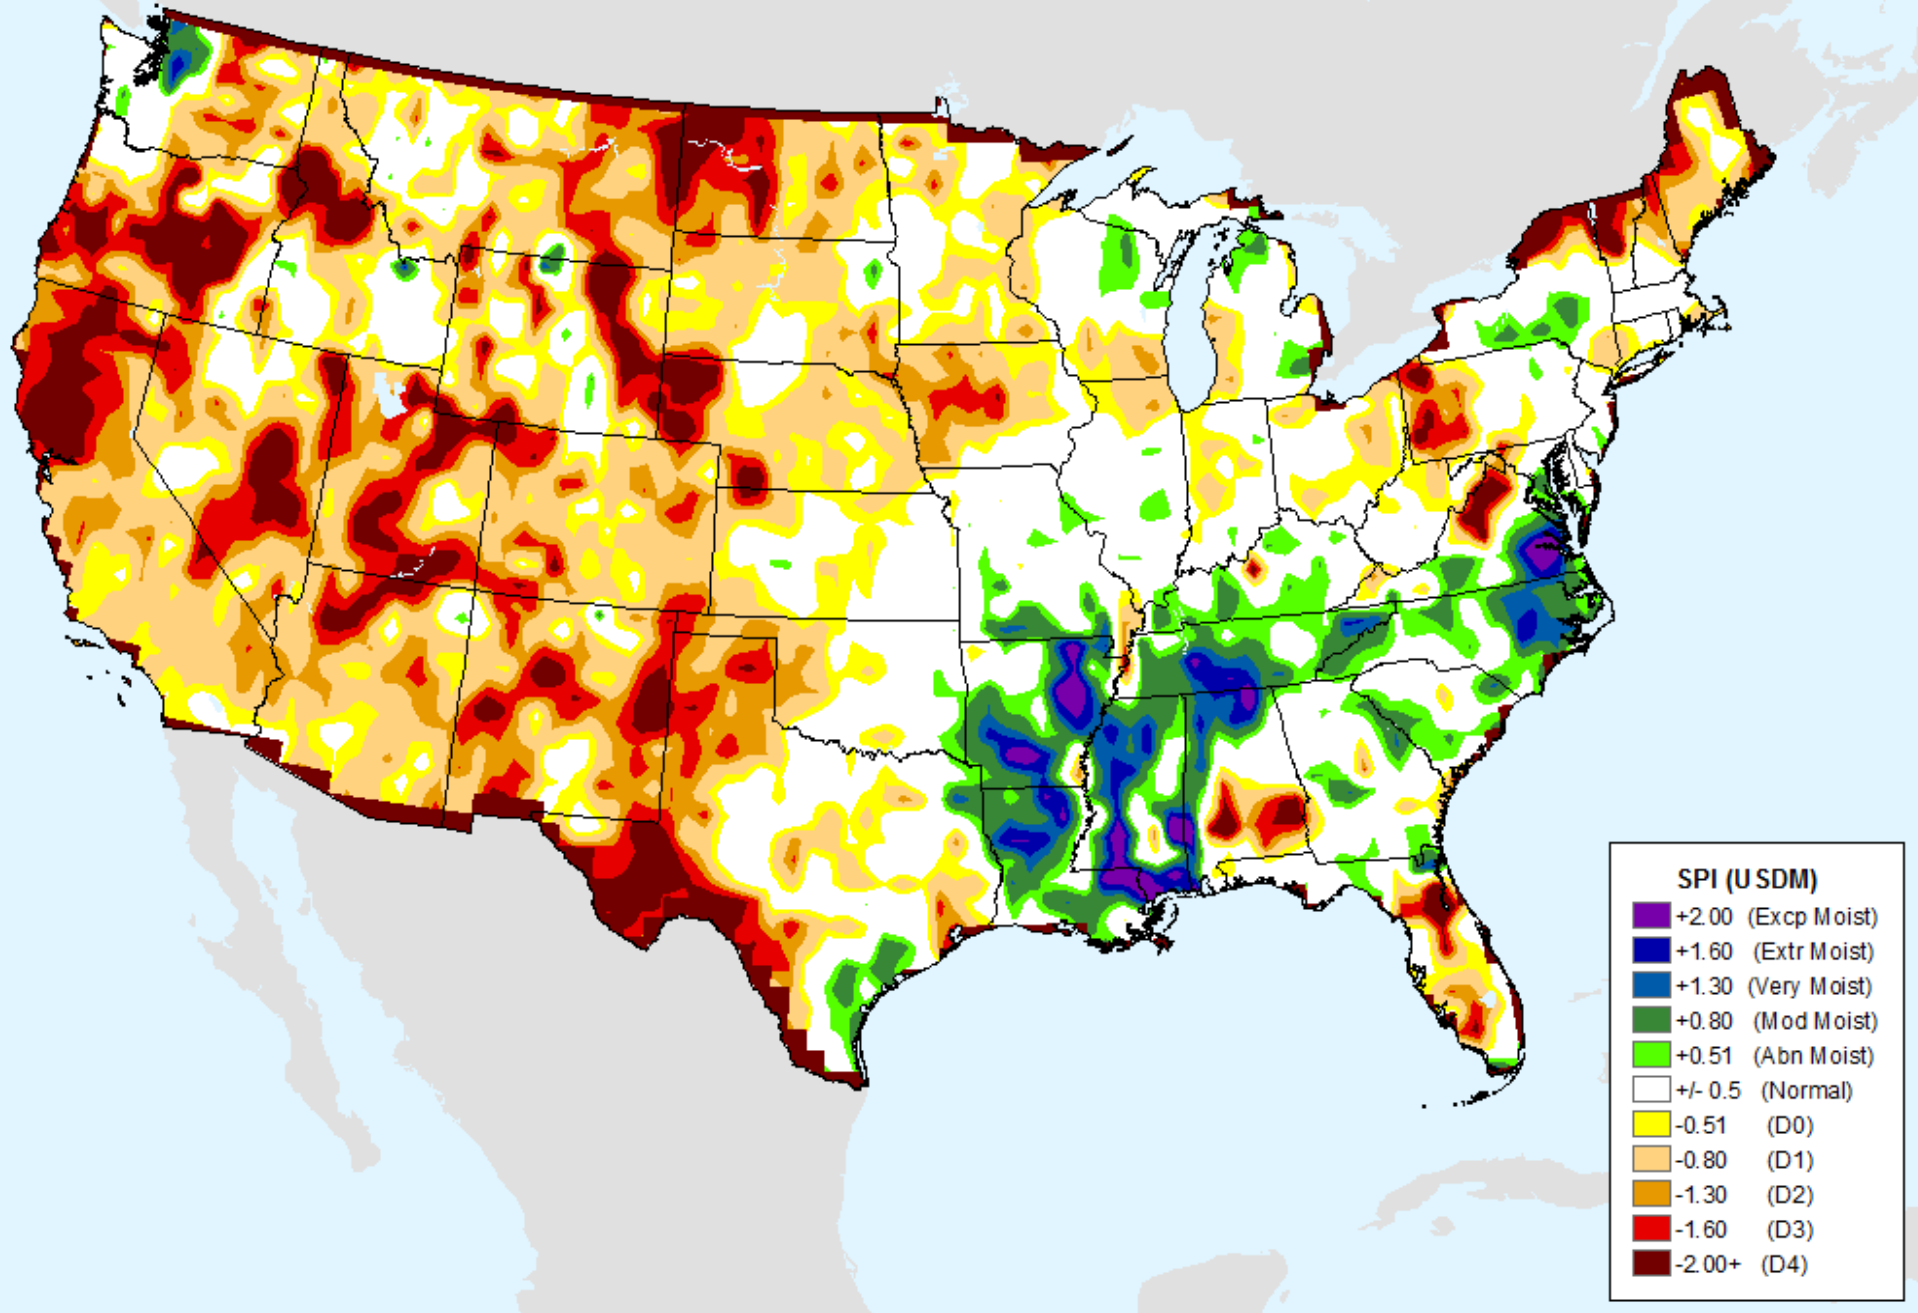 SPI (USDM)
+2.00 (Excp Moist)
+1.60 (Extr Moist)
+1.30 (Very Moist)
+0.80 (Mod Moist)
+0.51 (Abn Moist)
+/- 0.5 (Normal)
-0.51 (D0)
-0.80 (D1)
-1.30 (D2)
-1.60 (D3)
-2.00+ (D4)